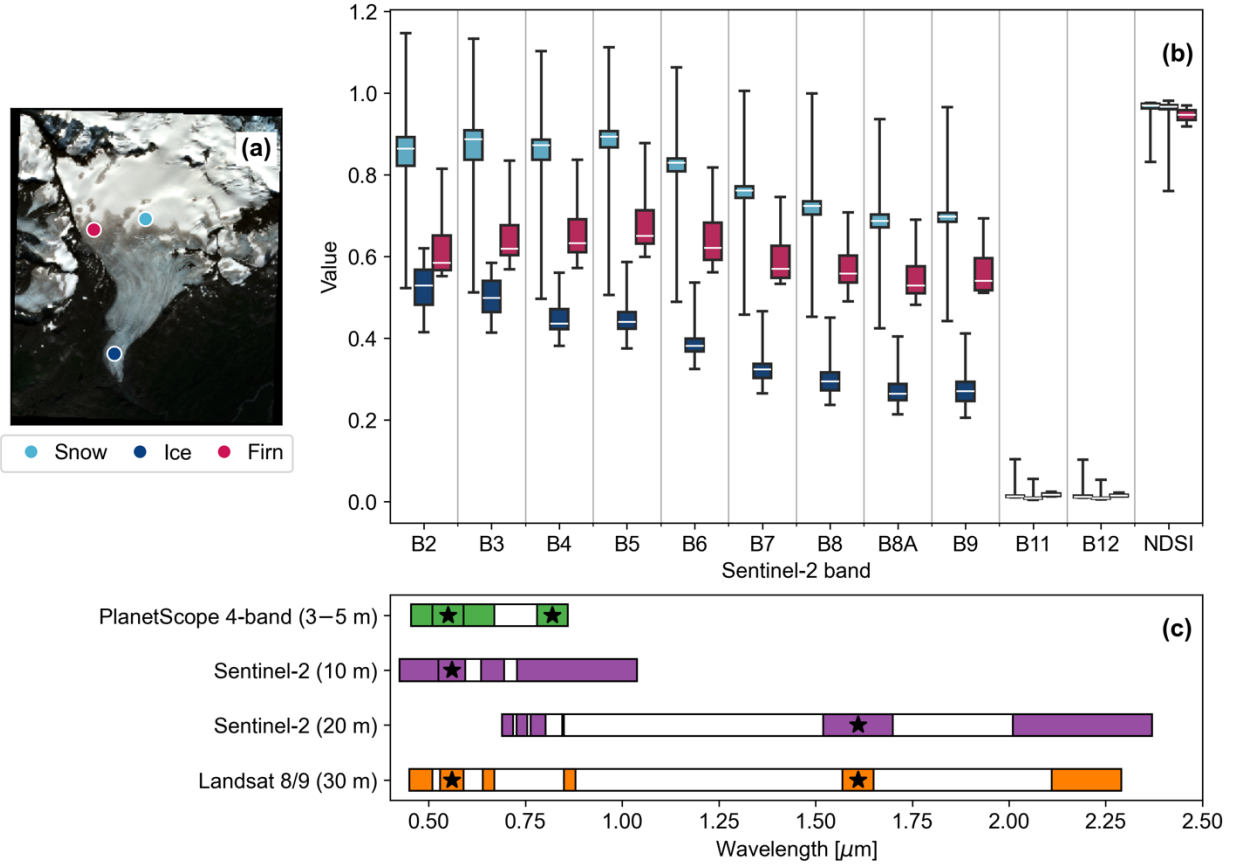 (a)
Snow Ice Firn
(b)
Value
1.2
1.0
0.8
0.6
0.4
0.2
0.0
B2 B3 B4 B5 B6 B7 B8 B8A B9 B11 B12 NDSI
Sentinel-2 band
(c)
PlanetScope 4-band (3−5 m)
Sentinel-2 (10 m)
Sentinel-2 (20 m)
Landsat 8/9 (30 m)
0.50 0.75 1.00 1.25 1.50 1.75 2.00 2.25 2.50
Wavelength [μm]